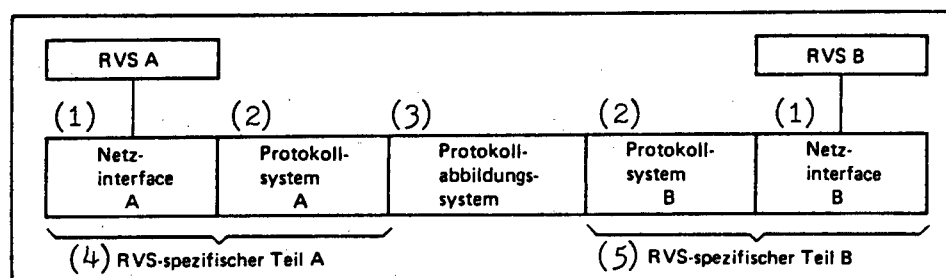 RVS A
RVS B
(1) (2) (3) (2) (1)
Netz-
interface
A
Protokoll-
system
A
Protokoll-
abbildungs-
system
Protokoll-
system
B
Netz-
interface
B
(4) RVS-spezifischer Teil A
(5) RVS-spezifischer Teil B